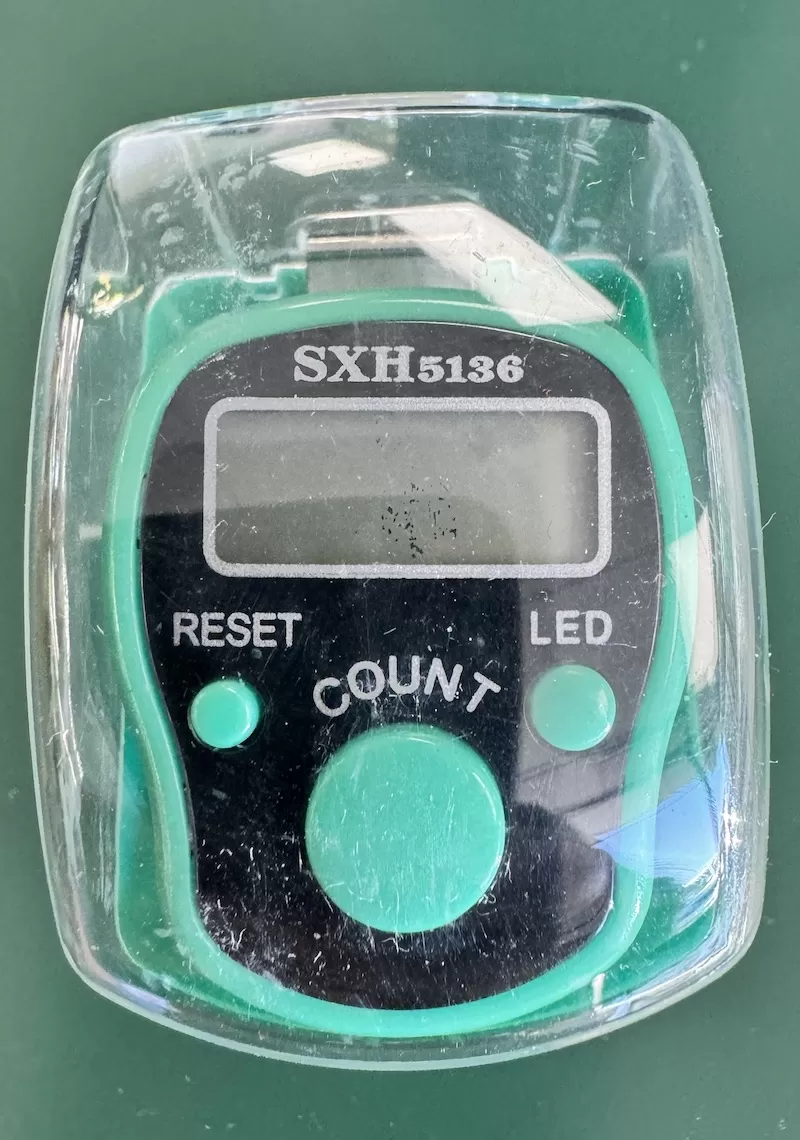 SXH5136
RESET
LED
COUNT